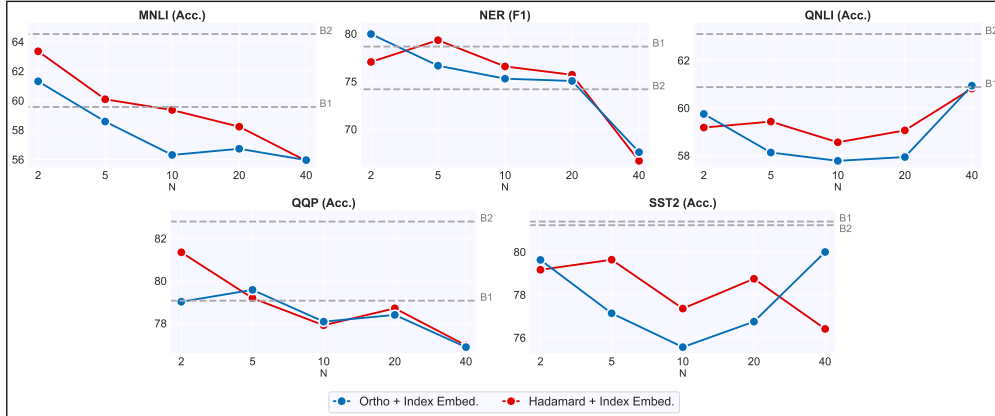 MNLI (Acc.)
64
62
60
58
56
B2
B1
2 5 10 20 40
N
NER (F1)
80
75
70
B1
B2
2 5 10 20 40
N
QNLI (Acc.)
62
60
58
B2
B1
2 5 10 20 40
N
QQP (Acc.)
82
80
78
B2
B1
2 5 10 20 40
N
SST2 (Acc.)
80
78
76
B1
B2
2 5 10 20 40
N
Ortho + Index Embed. Hadamard + Index Embed.